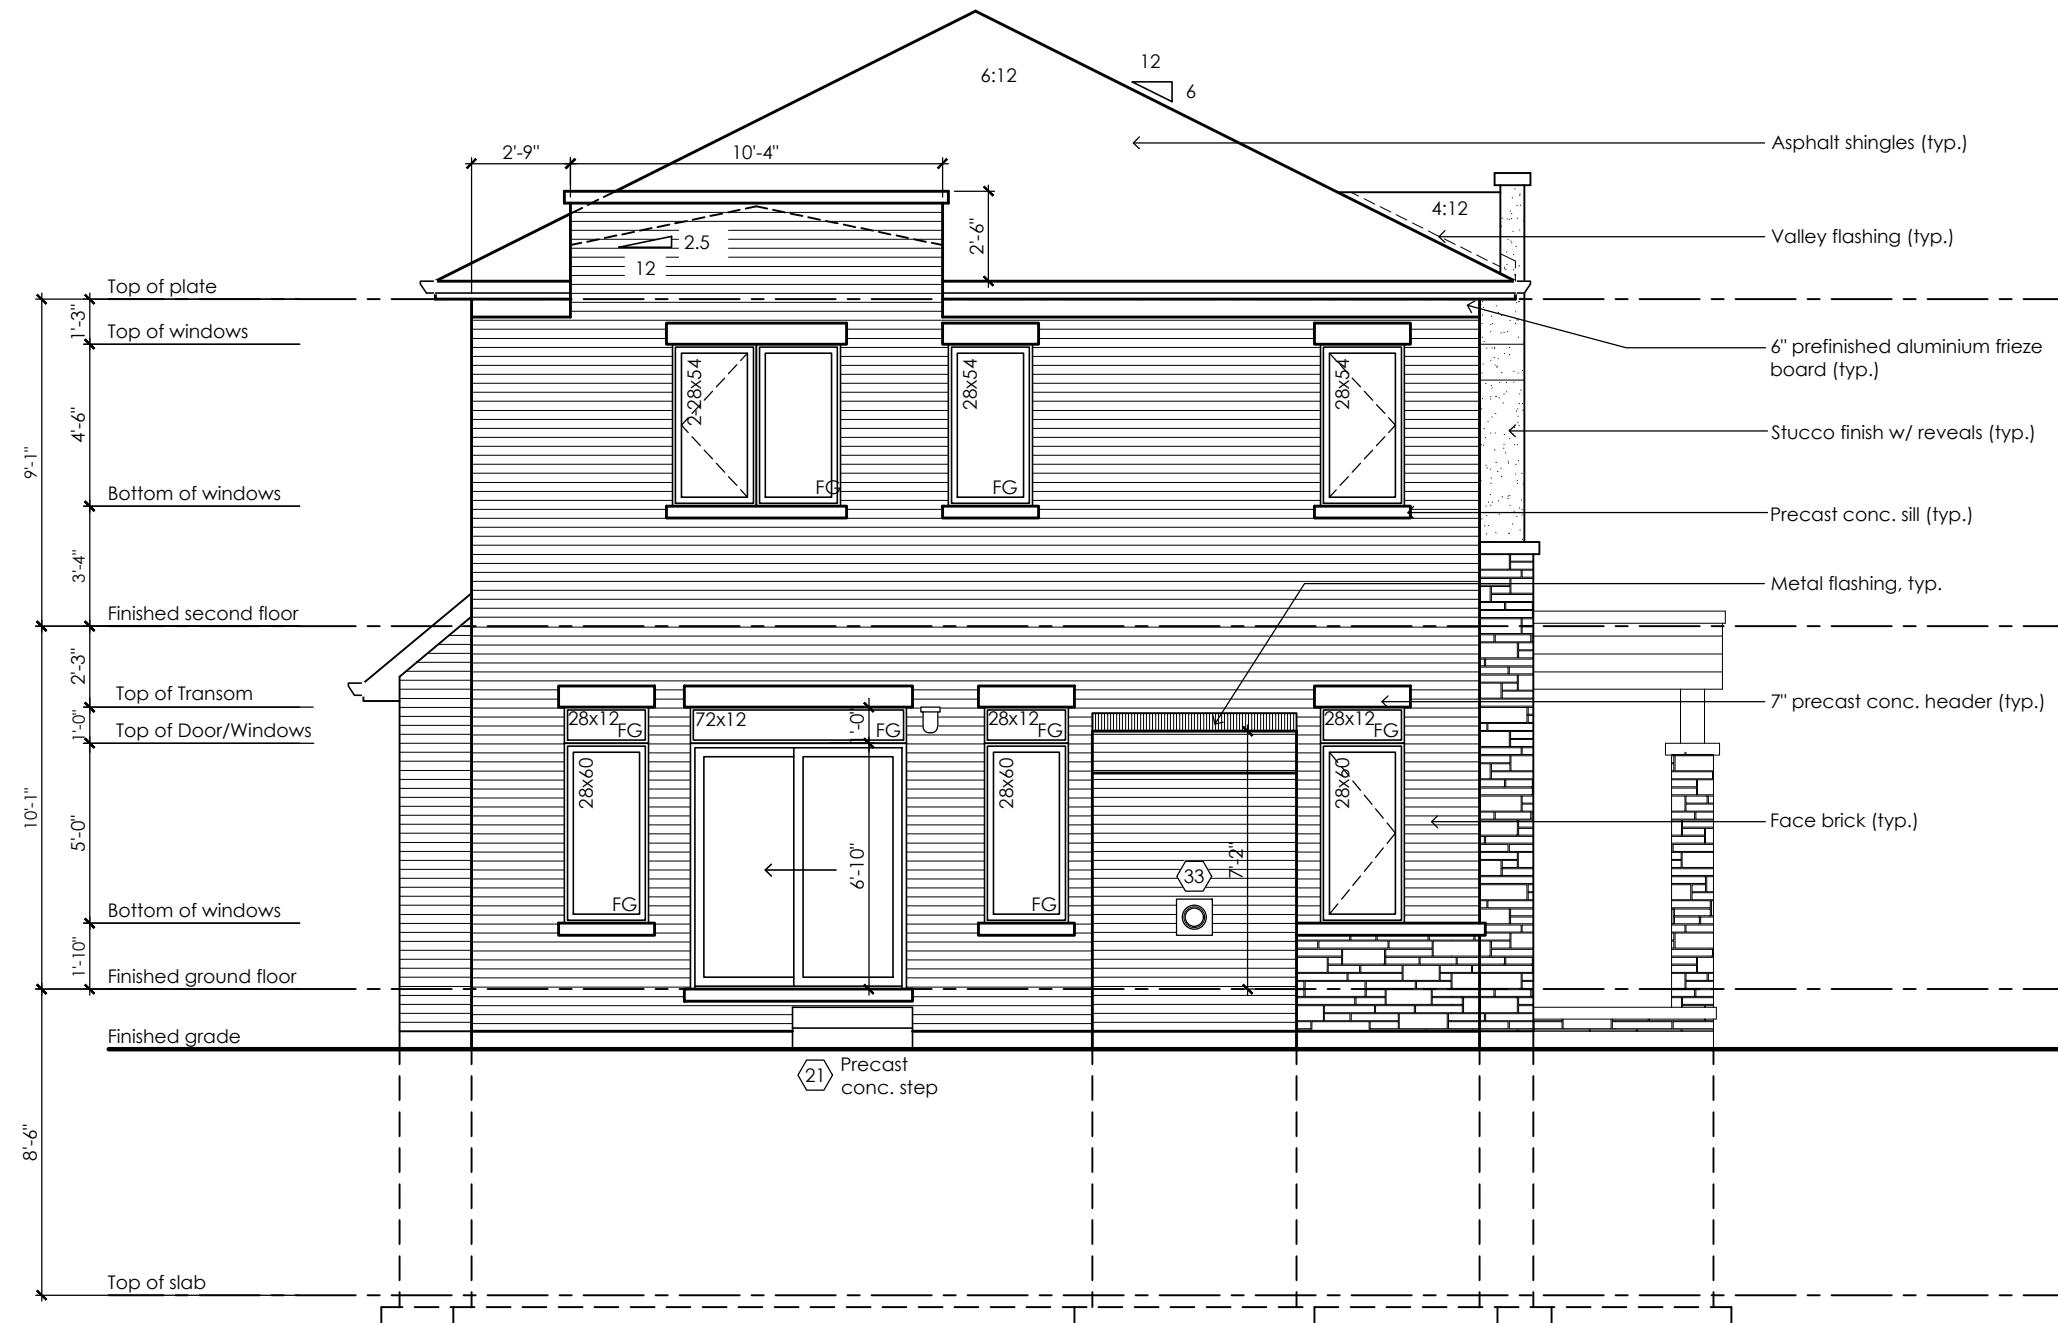 12
6:12
6
Asphalt shingles (typ.)
2'-9"
10'-4"
4:12
2'-6"
Valley flashing (typ.)
2.5
12
Top of plate
1'-3"
Top of windows
6" prefinished aluminium frieze
board (typ.)
2-28x54
28x54
28x54
4'-6"
Stucco finish w/ reveals (typ.)
9'-1"
FG
FG
Bottom of windows
Precast conc. sill (typ.)
3'-4"
Metal flashing, typ.
Finished second floor
2'-3"
Top of Transom
7" precast conc. header (typ.)
28x12
FG
72x12
1'-0"
FG
28x12
FG
28x12
FG
1'-0"
Top of Door/Windows
28x60
28x60
28x60
10'-1"
5'-0"
Face brick (typ.)
6'-10"
7'-2"
33
FG
FG
Bottom of windows
1'-10"
Finished ground floor
Finished grade
21
Precast
conc. step
8'-6"
Top of slab